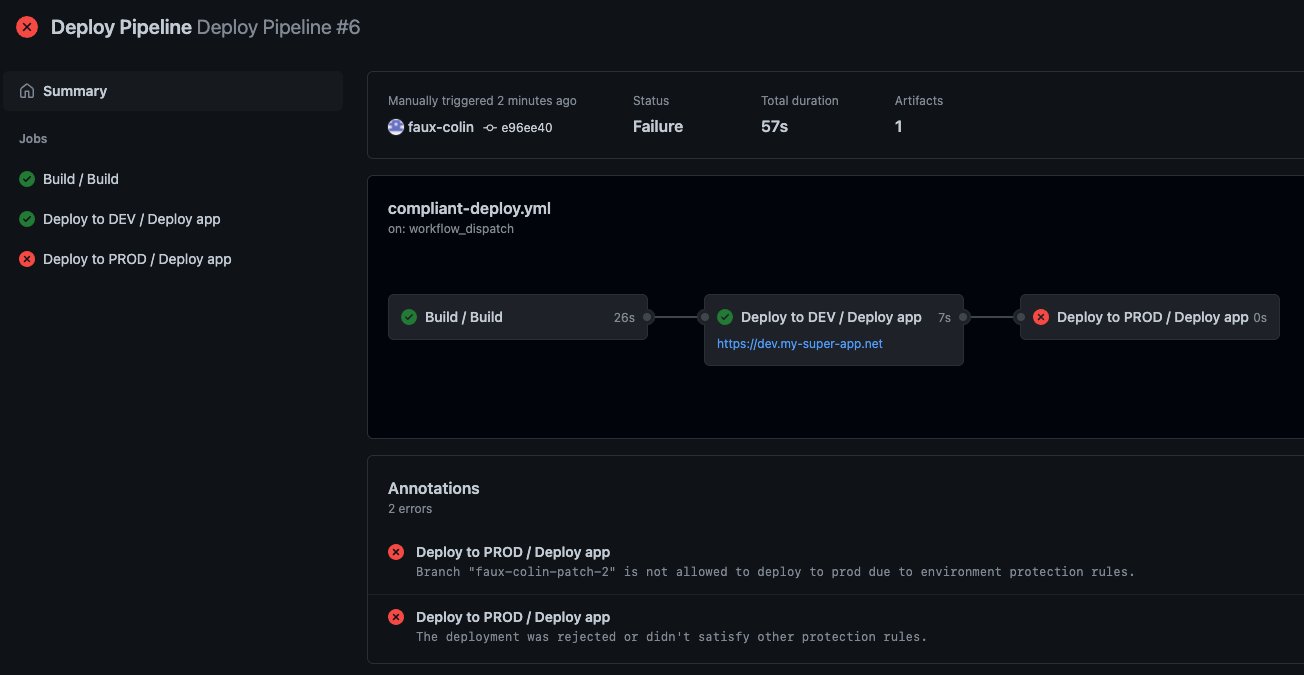 Deploy Pipeline Deploy Pipeline #6
Summary
Jobs
Build / Build
Deploy to DEV / Deploy app
Deploy to PROD / Deploy app
Manually triggered 2 minutes ago
faux-colin e96ee40
Status
Failure
Total duration
57s
Artifacts
1
compliant-deploy.yml
on: workflow_dispatch
Build / Build 26s
Deploy to DEV / Deploy app 7s
https://dev.my-super-app.net
Deploy to PROD / Deploy app 0s
Annotations
2 errors
Deploy to PROD / Deploy app
Branch "faux-colin-patch-2" is not allowed to deploy to prod due to environment protection rules.
Deploy to PROD / Deploy app
The deployment was rejected or didn't satisfy other protection rules.